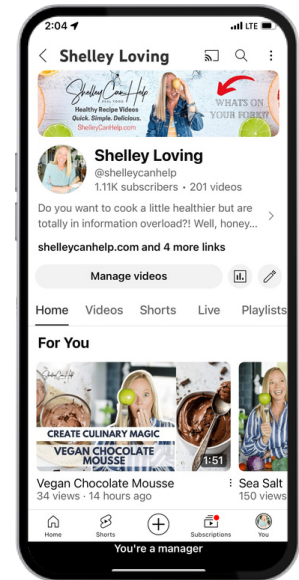 2:04
LTE
Shelley Loving
ShelleyCanHelp
REAL FOOD
Healthy Recipe Videos
Quick. Simple. Delicious.
ShelleyCanHelp.com
WHATS ON
YOUR FORK??
Shelley Loving
@shelleycanhelp
1.11K subscribers • 201 videos
Do you want to cook a little healthier but are
totally in information overload?! Well, honey...
shelleycanhelp.com and 4 more links
Manage videos
Home Videos Shorts Live Playlists
For You
ShelleyCanHelp
CREATE CULINARY MAGIC
VEGAN CHOCOLATE
MOUSSE
1:51
Vegan Chocolate Mousse
34 views · 14 hours ago
Sea Salt
150 views
Home Shorts Subscriptions You
You're a manager